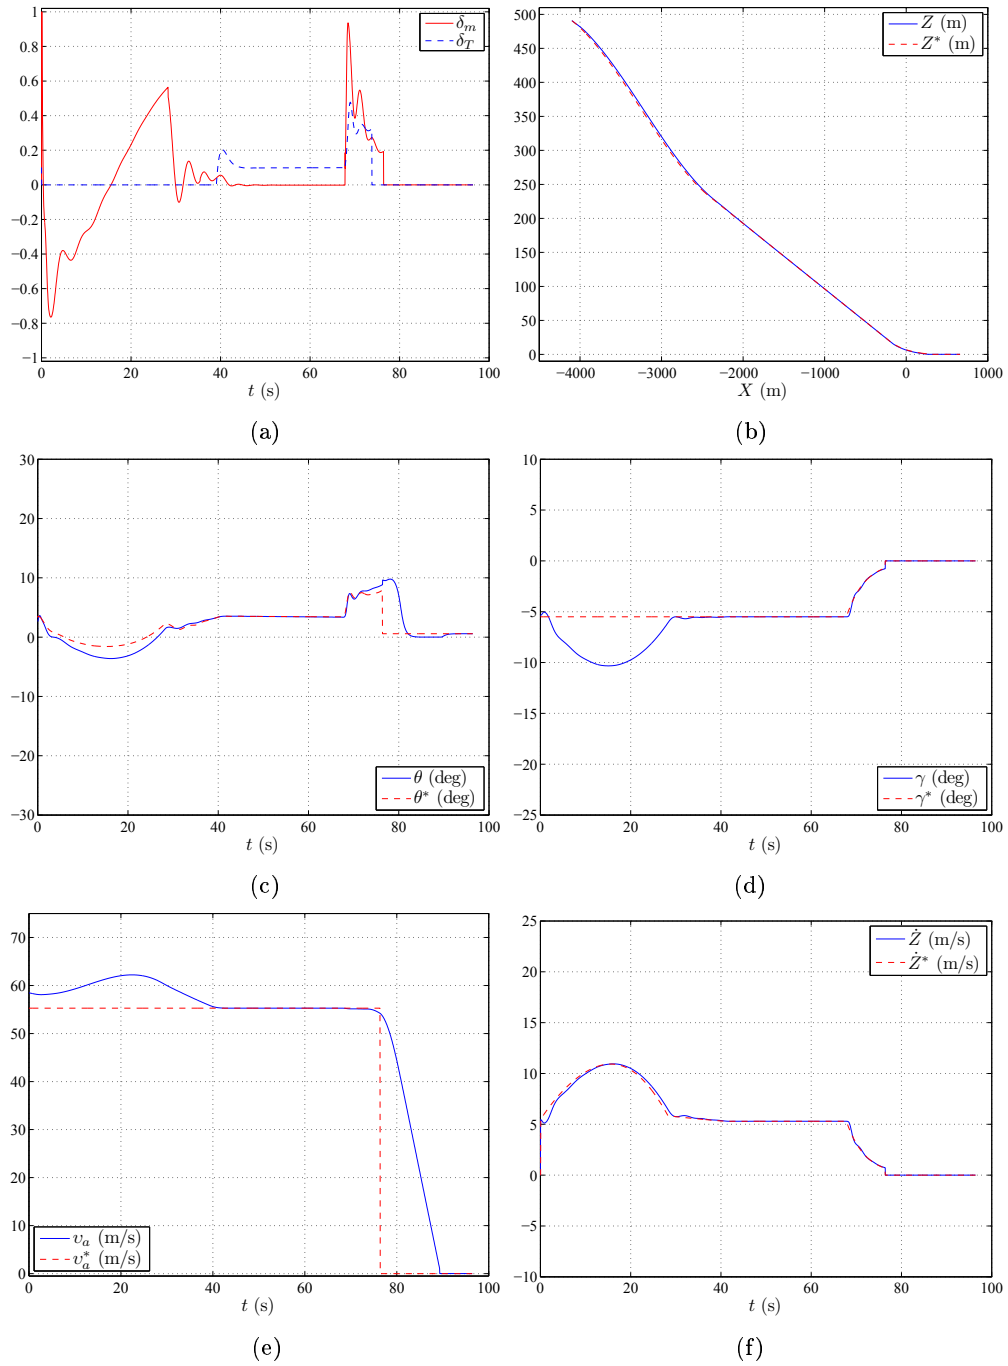 1
0.8
0.6
0.4
0.2
0
−0.2
−0.4
−0.6
−0.8
−1
0 20 40 60 80 100
t (s)
δm
δT
(a)
500
450
400
350
300
250
200
150
100
50
0
−4000 −3000 −2000 −1000 0 1000
X (m)
Z (m)
Z* (m)
(b)
30
20
10
0
−10
−20
−30
0 20 40 60 80 100
t (s)
θ (deg)
θ* (deg)
(c)
10
5
0
−5
−10
−15
−20
−25
0 20 40 60 80 100
t (s)
γ (deg)
γ* (deg)
(d)
70
60
50
40
30
20
10
0
0 20 40 60 80 100
t (s)
υa (m/s)
υa* (m/s)
(e)
25
20
15
10
5
0
−5
−10
0 20 40 60 80 100
t (s)
Ż (m/s)
Ż* (m/s)
(f)